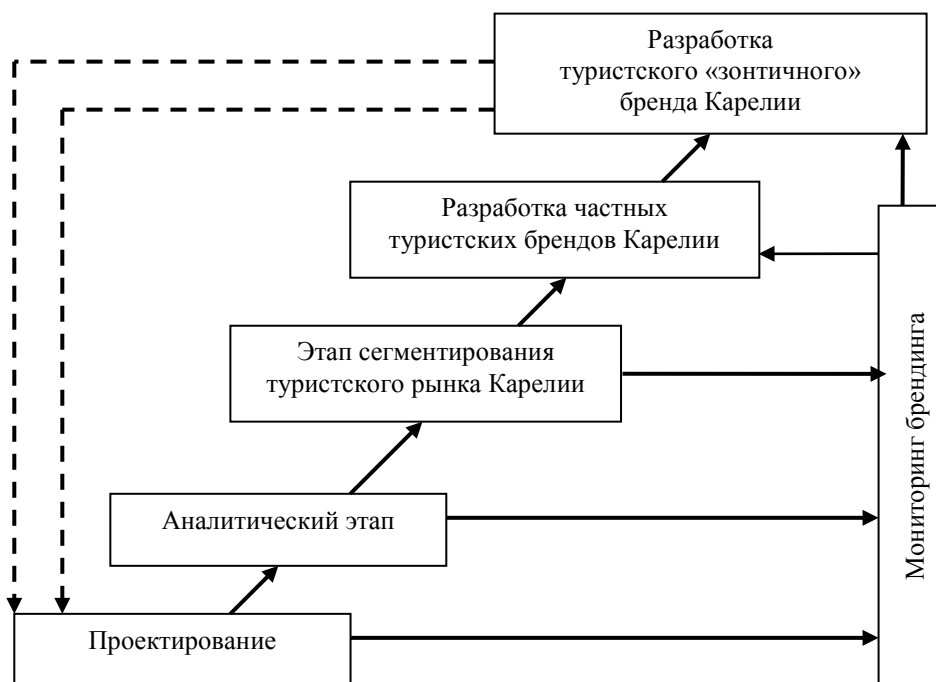 Разработка
туристского «зонтичного»
бренда Карелии
Разработка частных
туристских брендов Карелии
Этап сегментирования
туристского рынка Карелии
Аналитический этап
Проектирование
Мониторинг брендинга